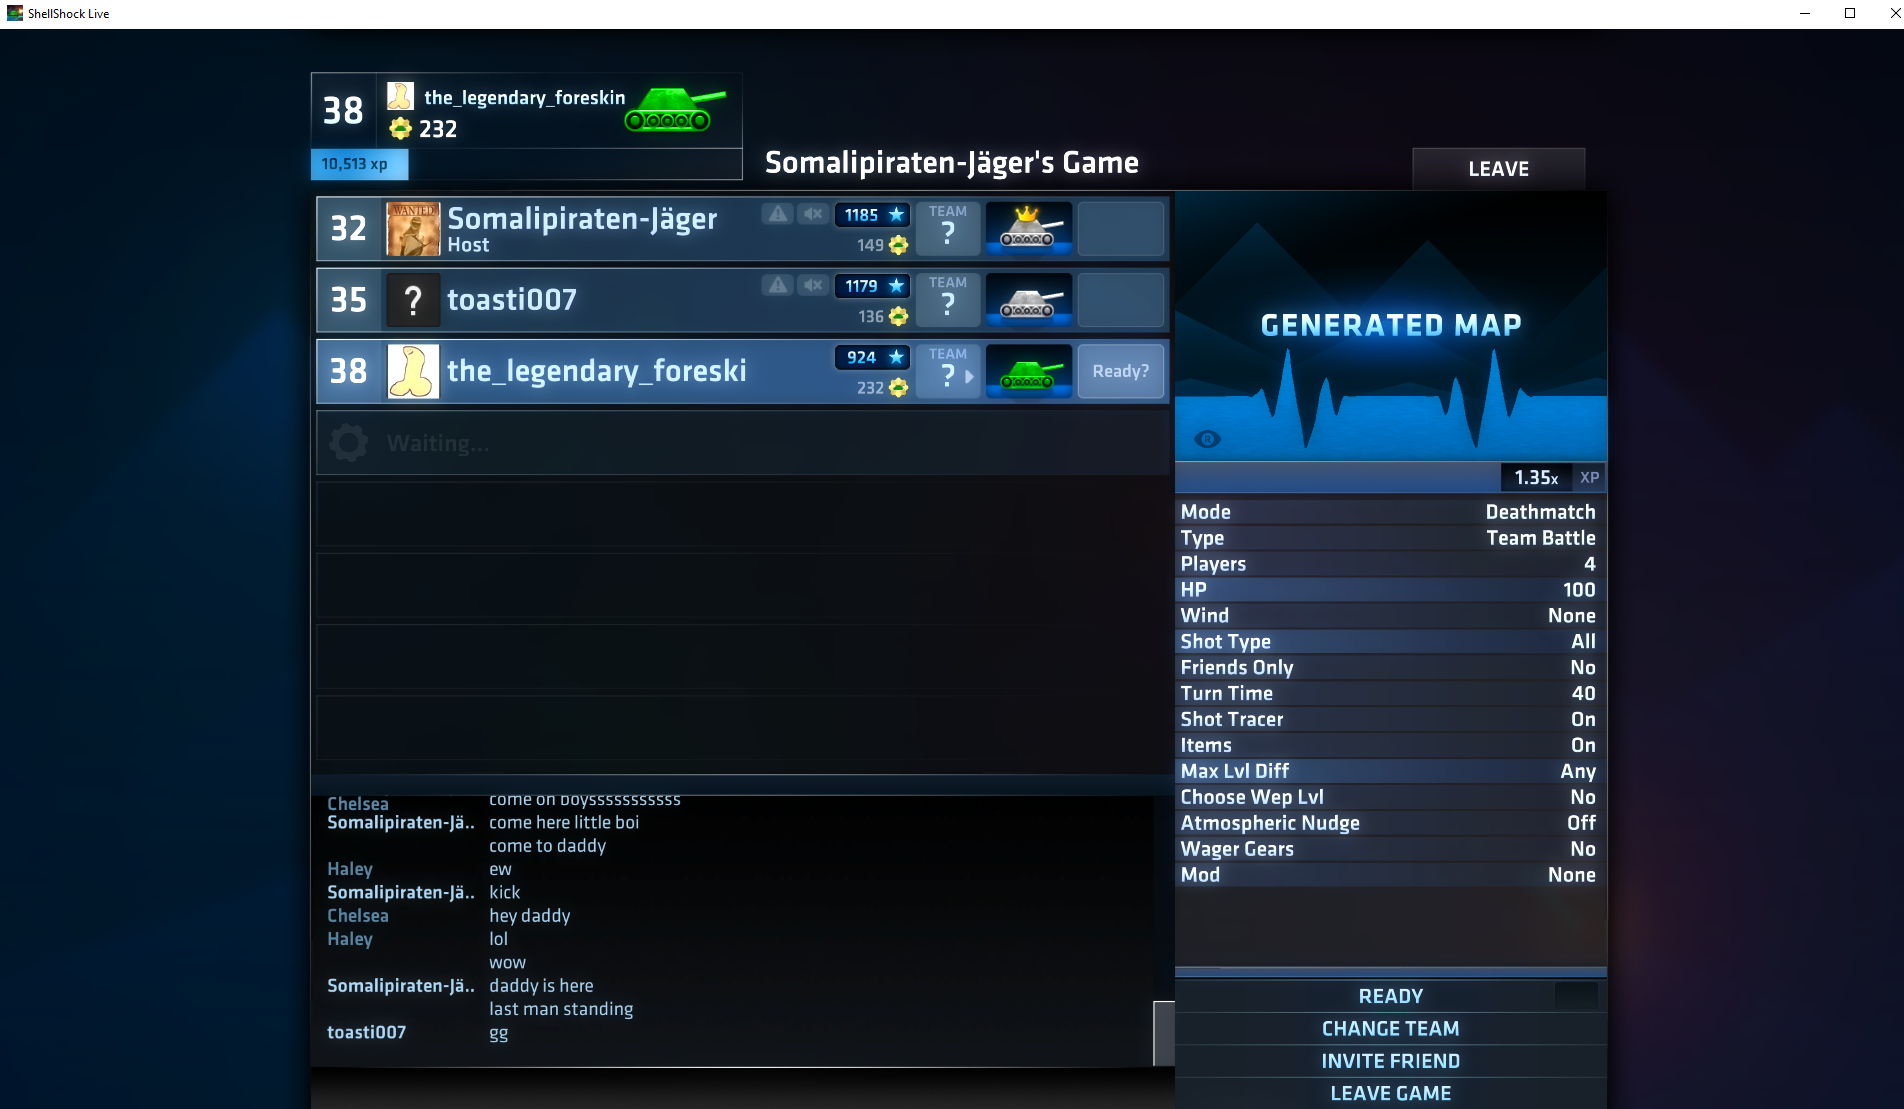 ShellShock Live
38
the_legendary_foreskin
232
10,513 xp
Somalipiraten-Jäger's Game
LEAVE
32
WANTED
Somalipiraten-Jäger
Host
1185
149
TEAM
?
35
?
toasti007
1179
136
TEAM
?
38
the_legendary_foreski
924
232
TEAM
?
Ready?
Waiting...
GENERATED MAP
R
1.35x XP
Mode Deathmatch
Type Team Battle
Players 4
HP 100
Wind None
Shot Type All
Friends Only No
Turn Time 40
Shot Tracer On
Items On
Max Lvl Diff Any
Choose Wep Lvl No
Atmospheric Nudge Off
Wager Gears No
Mod None
Chelsea come on boysssssssssss
Somalipiraten-Jä.. come here little boi
come to daddy
Haley ew
Somalipiraten-Jä.. kick
Chelsea hey daddy
Haley lol
wow
Somalipiraten-Jä.. daddy is here
last man standing
toasti007 gg
READY
CHANGE TEAM
INVITE FRIEND
LEAVE GAME